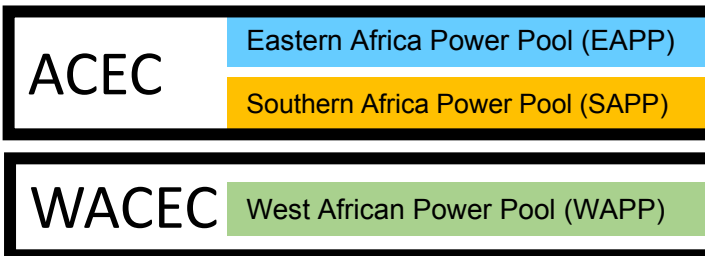 ACEC
Eastern Africa Power Pool (EAPP)
Southern Africa Power Pool (SAPP)
WACEC
West African Power Pool (WAPP)